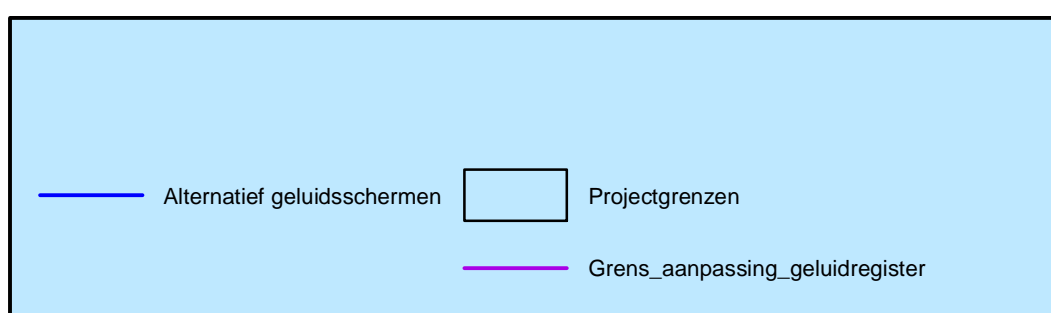 Alternatief geluidsschermen
Projectgrenzen
Grens_aanpassing_geluidregister